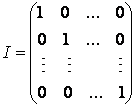 I = ( 1 0 … 0
0 1 … 0
⋮ ⋮ ⋮
0 0 … 1 )